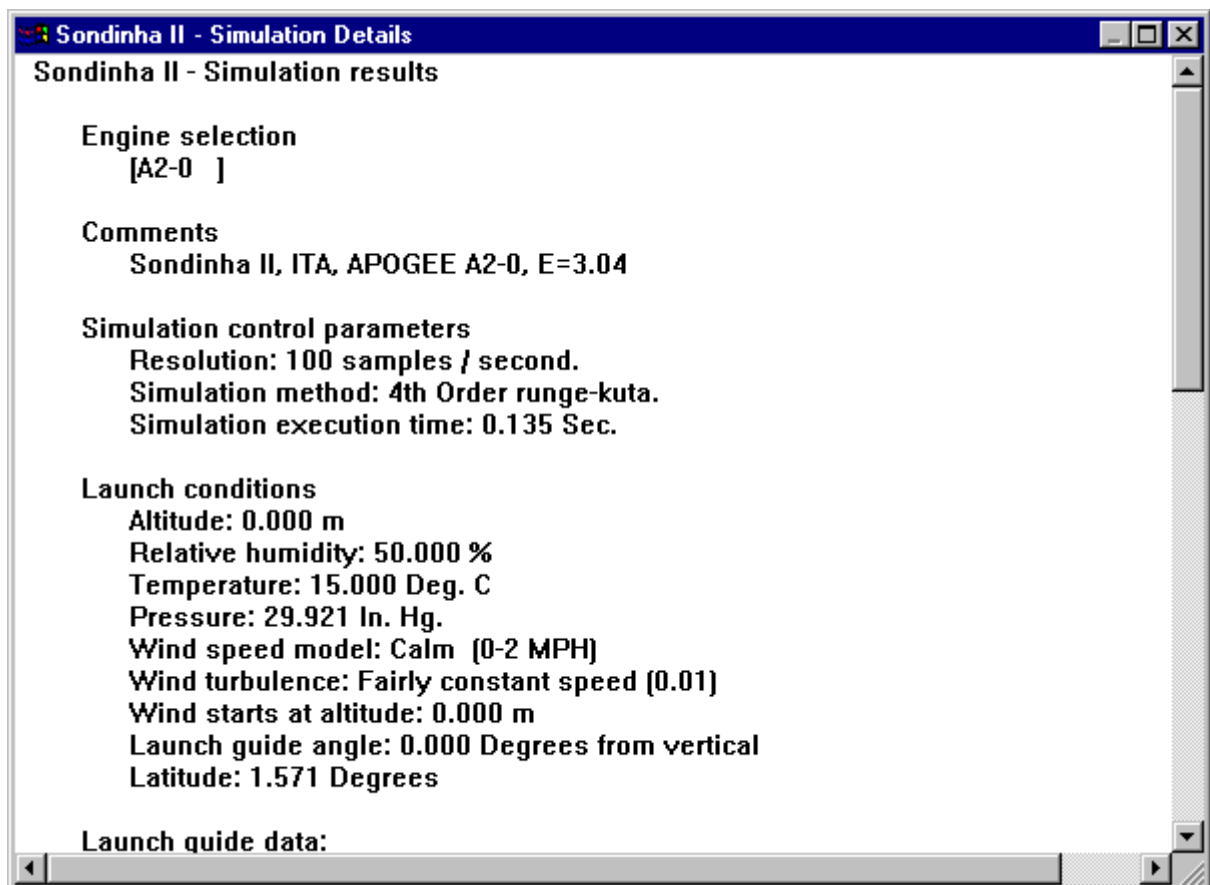 Sondinha II - Simulation Details
Sondinha II - Simulation results
Engine selection
[A2-0   ]
Comments
Sondinha II, ITA, APOGEE A2-0, E=3.04
Simulation control parameters
Resolution: 100 samples / second.
Simulation method: 4th Order runge-kuta.
Simulation execution time: 0.135 Sec.
Launch conditions
Altitude: 0.000 m
Relative humidity: 50.000 %
Temperature: 15.000 Deg. C
Pressure: 29.921 In. Hg.
Wind speed model: Calm  (0-2 MPH)
Wind turbulence: Fairly constant speed (0.01)
Wind starts at altitude: 0.000 m
Launch guide angle: 0.000 Degrees from vertical
Latitude: 1.571 Degrees
Launch guide data: